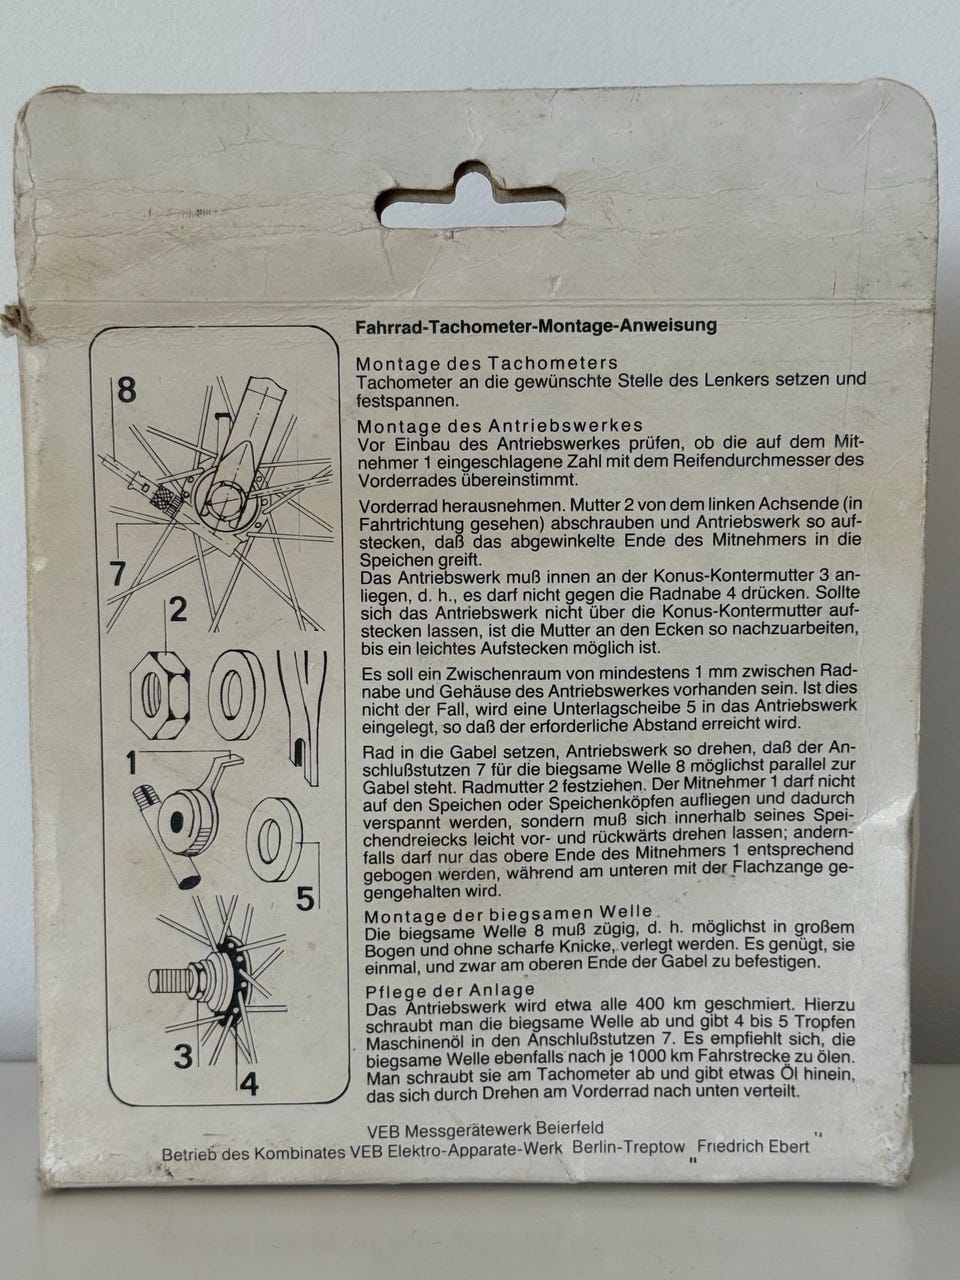 Fahrrad-Tachometer-Montage-Anweisung
Montage des Tachometers
Tachometer an die gewünschte Stelle des Lenkers setzen und
festspannen.
Montage des Antriebswerkes
Vor Einbau des Antriebswerkes prüfen, ob die auf dem Mit-
nehmer 1 eingeschlagene Zahl mit dem Reifendurchmesser des
Vorderrades übereinstimmt.
Vorderrad herausnehmen. Mutter 2 von dem linken Achsende (in
Fahrtrichtung gesehen) abschrauben und Antriebswerk so auf-
stecken, daß das abgewinkelte Ende des Mitnehmers in die
Speichen greift.
Das Antriebswerk muß innen an der Konus-Kontermutter 3 an-
liegen, d. h., es darf nicht gegen die Radnabe 4 drücken. Sollte
sich das Antriebswerk nicht über die Konus-Kontermutter auf-
stecken lassen, ist die Mutter an den Ecken so nachzuarbeiten,
bis ein leichtes Aufstecken möglich ist.
Es soll ein Zwischenraum von mindestens 1 mm zwischen Rad-
nabe und Gehäuse des Antriebswerkes vorhanden sein. Ist dies
nicht der Fall, wird eine Unterlagscheibe 5 in das Antriebswerk
eingelegt, so daß der erforderliche Abstand erreicht wird.
Rad in die Gabel setzen, Antriebswerk so drehen, daß der An-
schlußstutzen 7 für die biegsame Welle 8 möglichst parallel zur
Gabel steht. Radmutter 2 festziehen. Der Mitnehmer 1 darf nicht
auf den Speichen oder Speichenköpfen aufliegen und dadurch
verspannt werden, sondern muß sich innerhalb seines Spei-
chendreiecks leicht vor- und rückwärts drehen lassen; andern-
falls darf nur das obere Ende des Mitnehmers 1 entsprechend
gebogen werden, während am unteren mit der Flachzange ge-
gengehalten wird.
Montage der biegsamen Welle
Die biegsame Welle 8 muß zügig, d. h. möglichst in großem
Bogen und ohne scharfe Knicke, verlegt werden. Es genügt, sie
einmal, und zwar am oberen Ende der Gabel zu befestigen.
Pflege der Anlage
Das Antriebswerk wird etwa alle 400 km geschmiert. Hierzu
schraubt man die biegsame Welle ab und gibt 4 bis 5 Tropfen
Maschinenöl in den Anschlußstutzen 7. Es empfiehlt sich, die
biegsame Welle ebenfalls nach je 1000 km Fahrstrecke zu ölen.
Man schraubt sie am Tachometer ab und gibt etwas Öl hinein,
das sich durch Drehen am Vorderrad nach unten verteilt.
8
7
2
1
5
3
4
VEB Messgerätewerk Beierfeld
Betrieb des Kombinates VEB Elektro-Apparate-Werk Berlin-Treptow „Friedrich Ebert"